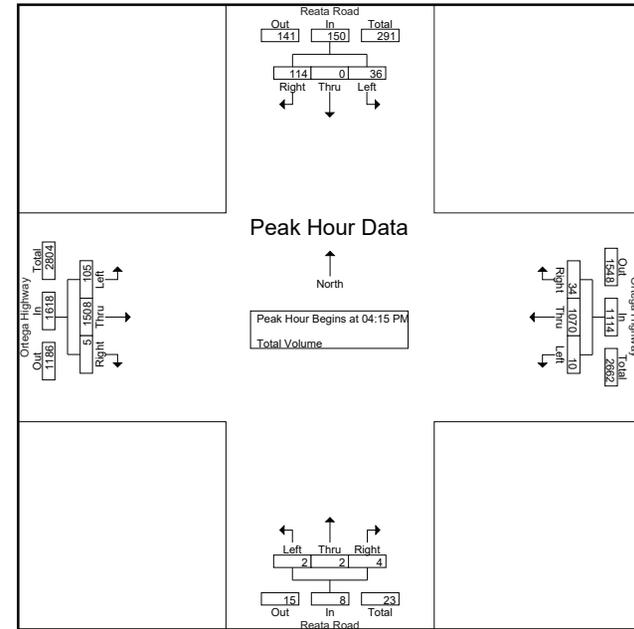 Reata Road
Out In Total
141 150 291
114 0 36
Right Thru Left
Peak Hour Data
North
Peak Hour Begins at 04:15 PM
Total Volume
Ortega Highway
Total In Out
2804 1618 1186
105 1508 5
Left Thru Right
Right Thru Left
34 1070 10
Out In Total
1548 1114 2662
Ortega Highway
Left Thru Right
2 2 4
15 8 23
Out In Total
Reata Road